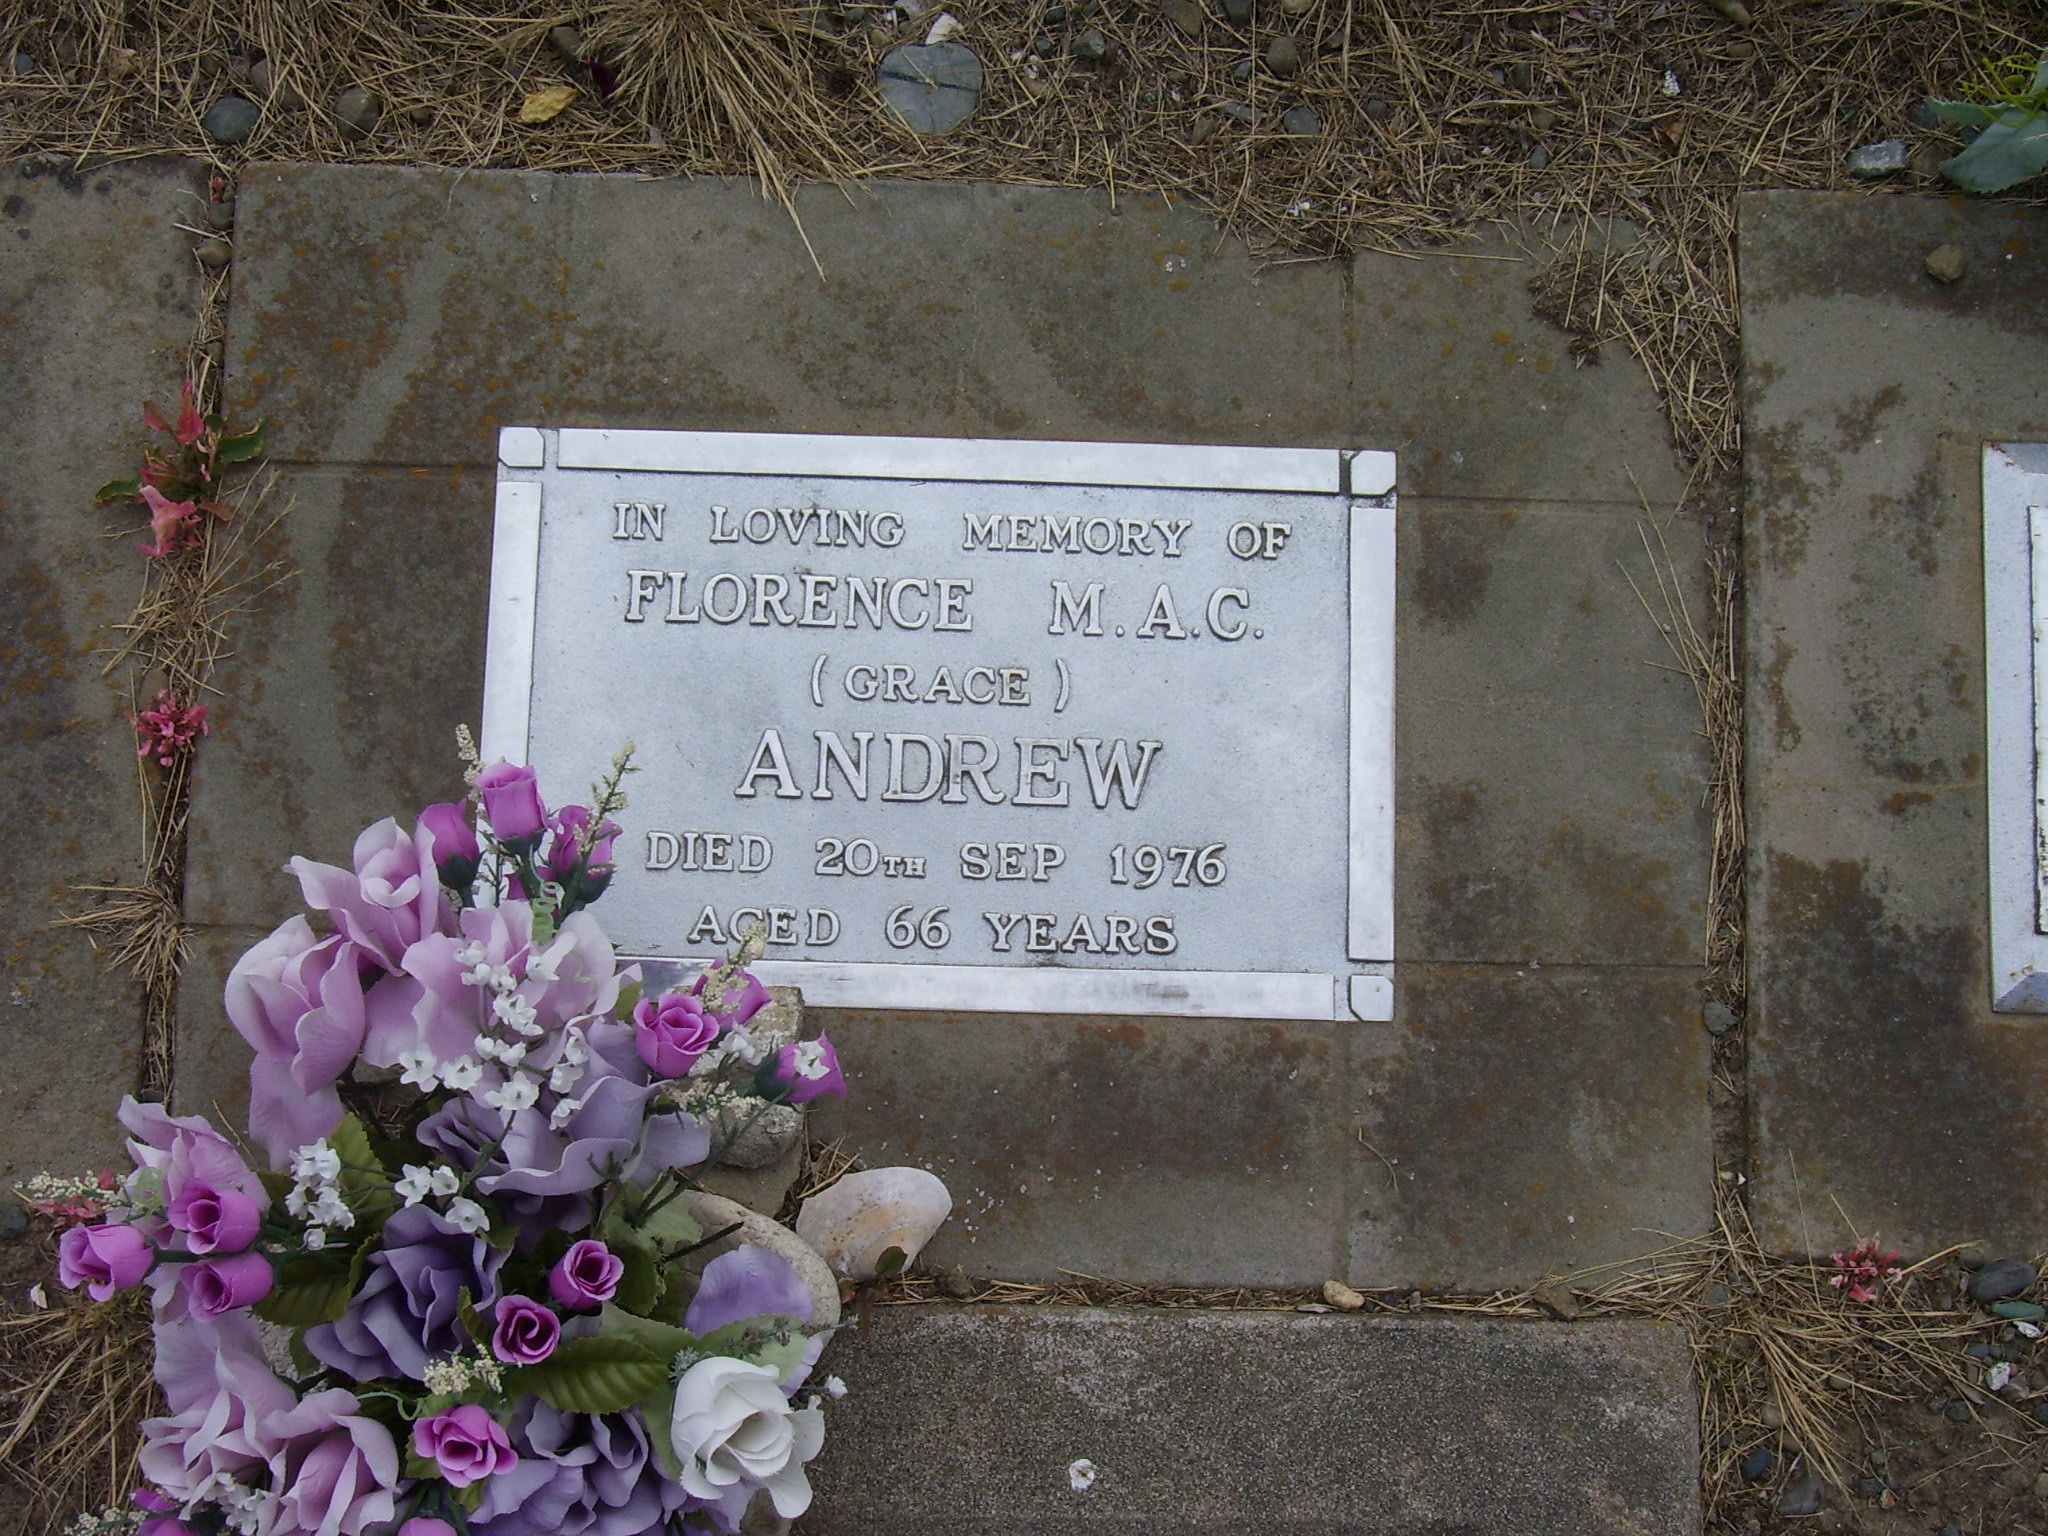 IN LOVING MEMORY OF
FLORENCE M.A.C.
(GRACE)
ANDREW
DIED 20TH SEP 1976
AGED 66 YEARS